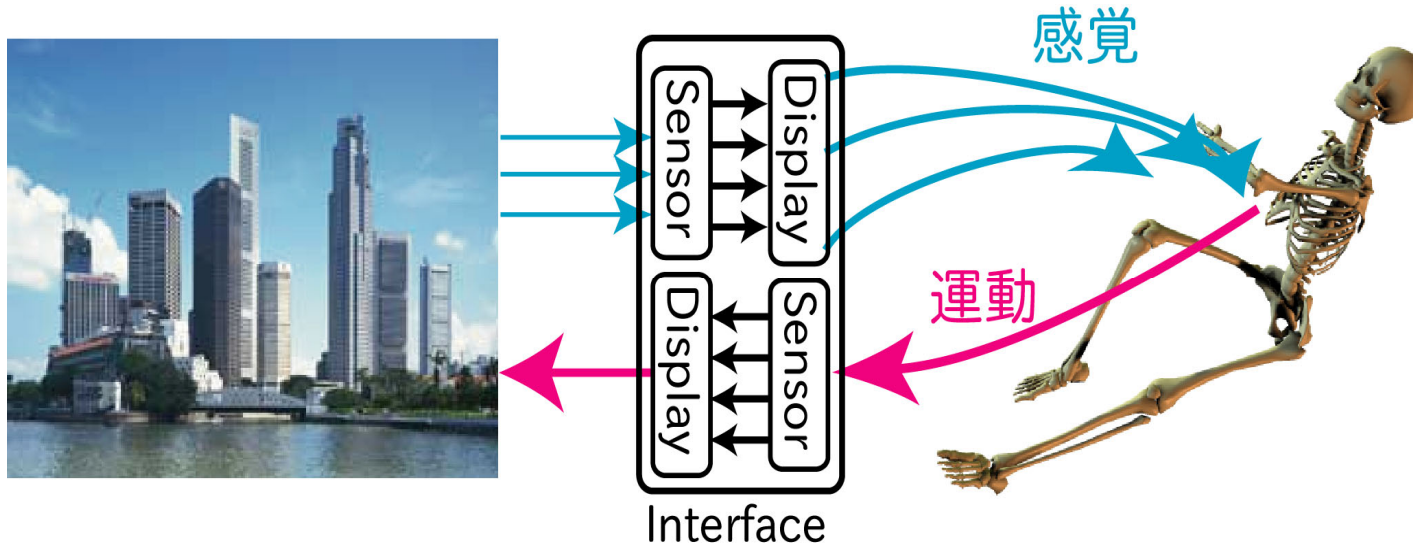 感覚
Sensor
Display
運動
Display
Sensor
Interface